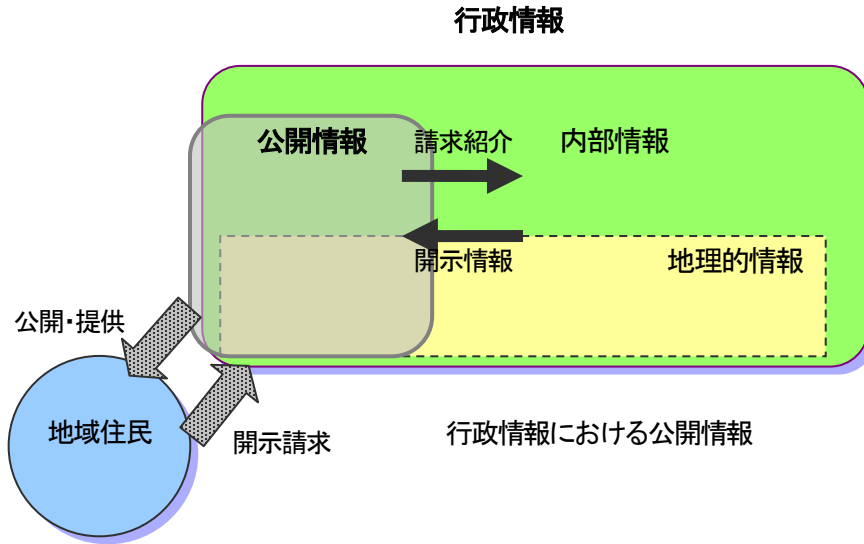 行政情報
公開情報
請求紹介
内部情報
開示情報
地理的情報
公開・提供
地域住民
開示請求
行政情報における公開情報